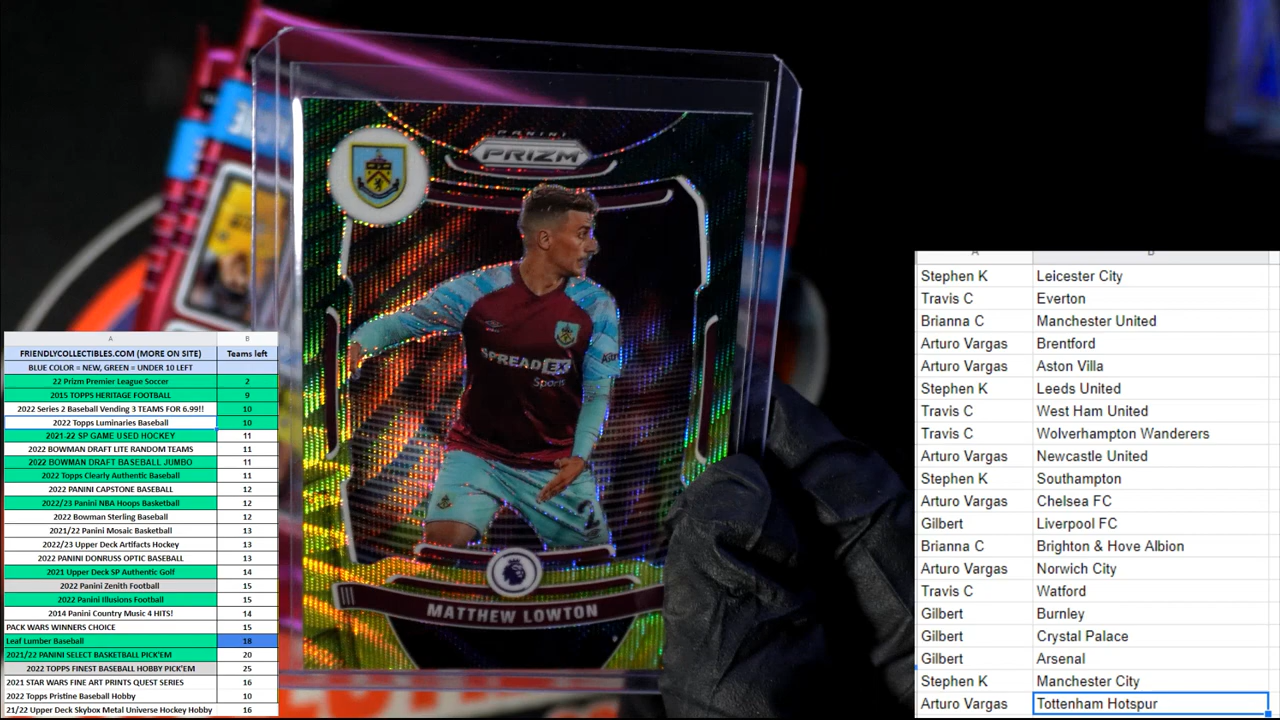 A B
FRIENDLYCOLLECTIBLES.COM (MORE ON SITE) Teams left
BLUE COLOR = NEW, GREEN = UNDER 10 LEFT
22 Prizm Premier League Soccer 2
2015 TOPPS HERITAGE FOOTBALL 9
2022 Series 2 Baseball Vending 3 TEAMS FOR 6.99!! 10
2022 Topps Luminaries Baseball 10
2021-22 SP GAME USED HOCKEY 11
2022 BOWMAN DRAFT LITE RANDOM TEAMS 11
2022 BOWMAN DRAFT BASEBALL JUMBO 11
2022 Topps Clearly Authentic Baseball 11
2022 PANINI CAPSTONE BASEBALL 12
2022/23 Panini NBA Hoops Basketball 12
2022 Bowman Sterling Baseball 12
2021/22 Panini Mosaic Basketball 13
2022/23 Upper Deck Artifacts Hockey 13
2022 PANINI DONRUSS OPTIC BASEBALL 13
2021 Upper Deck SP Authentic Golf 14
2022 Panini Zenith Football 15
2022 Panini Illusions Football 15
2014 Panini Country Music 4 HITS! 14
PACK WARS WINNERS CHOICE 15
Leaf Lumber Baseball 18
2021/22 PANINI SELECT BASKETBALL PICK'EM 20
2022 TOPPS FINEST BASEBALL HOBBY PICK'EM 25
2021 STAR WARS FINE ART PRINTS QUEST SERIES 16
2022 Topps Pristine Baseball Hobby 10
21/22 Upper Deck Skybox Metal Universe Hockey Hobby 16
PANINI
PRIZM
SPREADEX
Sports
MATTHEW LOWTON
Stephen K Leicester City
Travis C Everton
Brianna C Manchester United
Arturo Vargas Brentford
Arturo Vargas Aston Villa
Stephen K Leeds United
Travis C West Ham United
Travis C Wolverhampton Wanderers
Arturo Vargas Newcastle United
Stephen K Southampton
Arturo Vargas Chelsea FC
Gilbert Liverpool FC
Brianna C Brighton & Hove Albion
Arturo Vargas Norwich City
Travis C Watford
Gilbert Burnley
Gilbert Crystal Palace
Gilbert Arsenal
Stephen K Manchester City
Arturo Vargas Tottenham Hotspur